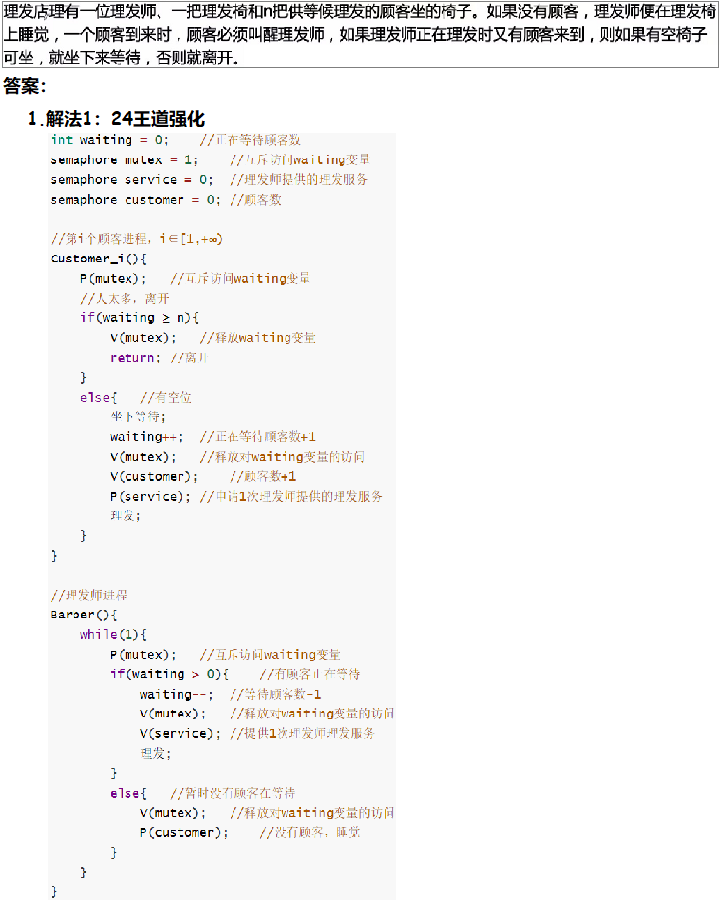 理发店理有一位理发师、一把理发椅和n把供等候理发的顾客坐的椅子。如果没有顾客，理发师便在理发椅
上睡觉，一个顾客到来时，顾客必须叫醒理发师，如果理发师正在理发时又有顾客来到，则如果有空椅子
可坐，就坐下来等待，否则就离开。
答案：
1.解法1：24王道强化
int waiting = 0;    //正在等待顾客数
semaphore mutex = 1;    //互斥访问waiting变量
semaphore service = 0;  //理发师提供的理发服务
semaphore customer = 0; //顾客数
//第i个顾客进程，i∈[1,+∞)
Customer_i(){
    P(mutex);   //互斥访问waiting变量
    //人太多，离开
    if(waiting ≥ n){
        V(mutex);   //释放waiting变量
        return; //离开
    }
    else{   //有空位
        坐下等待;
        waiting++;  //正在等待顾客数+1
        V(mutex);   //释放对waiting变量的访问
        V(customer);    //顾客数+1
        P(service); //申请1次理发师提供的理发服务
        理发;
    }
}
//理发师进程
Barber(){
    while(1){
        P(mutex);   //互斥访问waiting变量
        if(waiting > 0){    //有顾客正在等待
            waiting--;  //等待顾客数-1
            V(mutex);   //释放对waiting变量的访问
            V(service); //提供1次理发师理发服务
            理发;
        }
        else{   //暂时没有顾客在等待
            V(mutex);   //释放对waiting变量的访问
            P(customer);    //没有顾客，睡觉
        }
    }
}